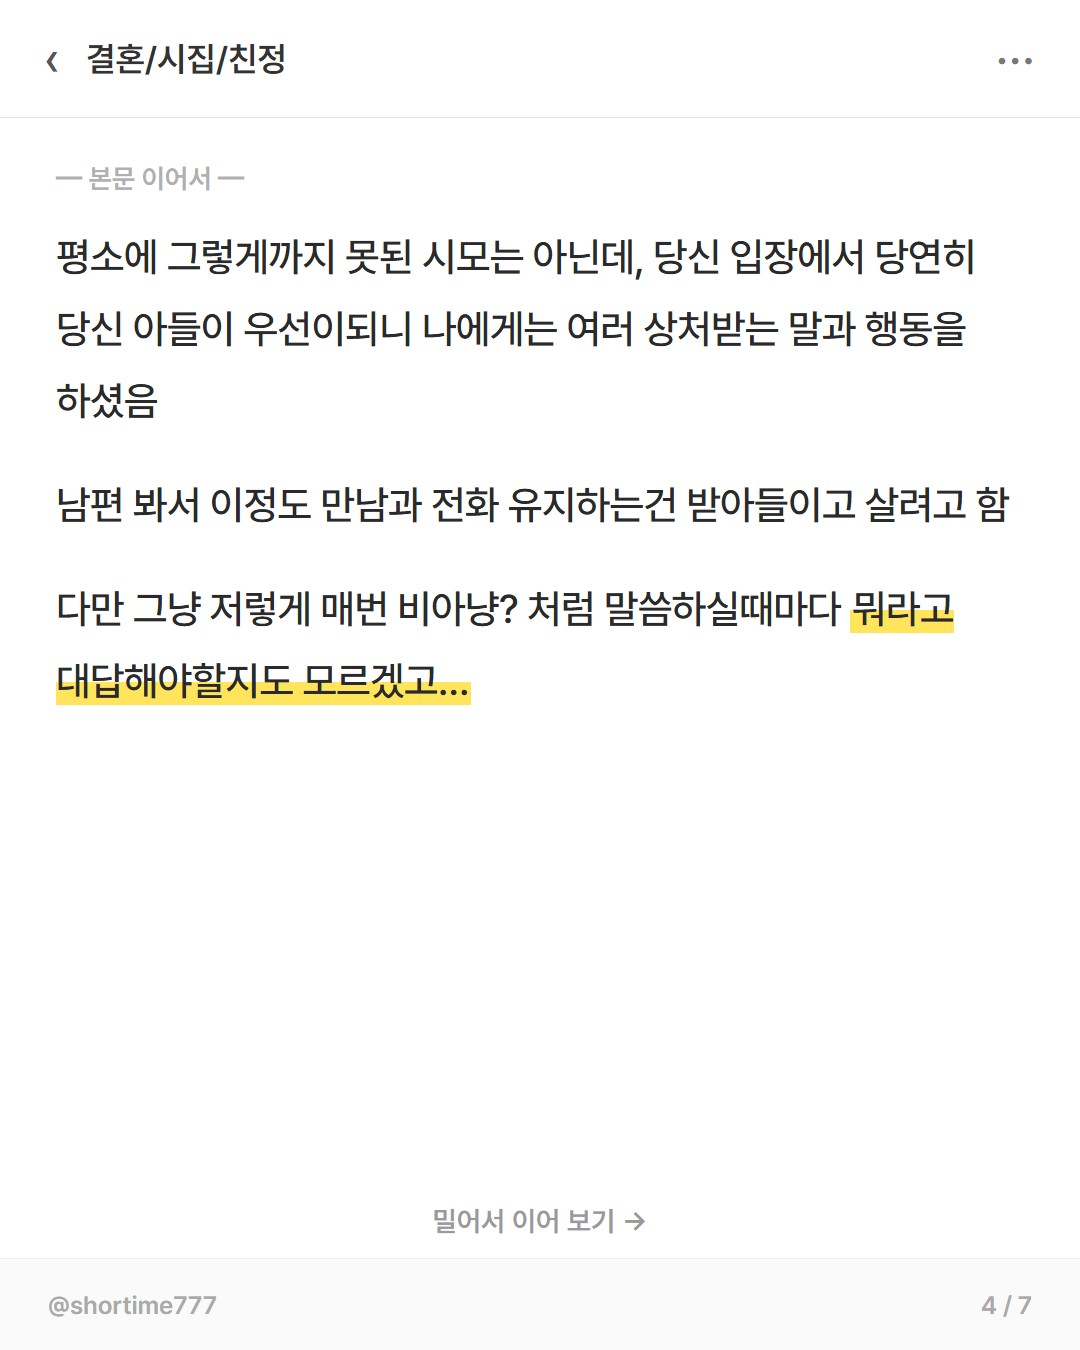 결혼/시집/친정
— 본문 이어서 —
평소에 그렇게까지 못된 시모는 아닌데, 당신 입장에서 당연히
당신 아들이 우선이되니 나에게는 여러 상처받는 말과 행동을
하셨음
남편 봐서 이정도 만남과 전화 유지하는건 받아들이고 살려고 함
다만 그냥 저렇게 매번 비아냥? 처럼 말씀하실때마다 뭐라고
대답해야할지도 모르겠고...
밀어서 이어 보기 →
@shortime777
4 / 7